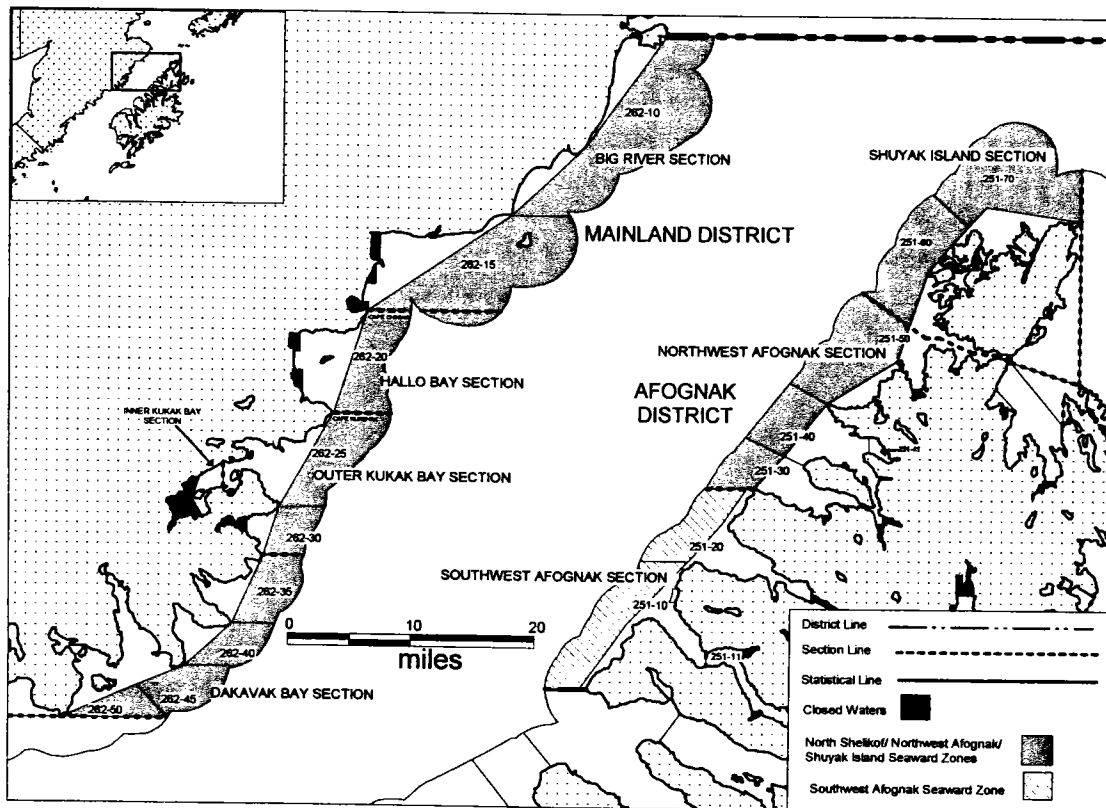 262-10
BIG RIVER SECTION
SHUYAK ISLAND SECTION
251-70
251-60
MAINLAND DISTRICT
262-15
251-50
262-20
NORTHWEST AFOGNAK SECTION
HALLO BAY SECTION
AFOGNAK
DISTRICT
INNER KUKAK BAY
SECTION
251-40
262-25
OUTER KUKAK BAY SECTION
251-30
262-30
251-20
SOUTHWEST AFOGNAK SECTION
262-35
251-10
0 10 20
miles
262-40
251-11
262-45
DAKAVAK BAY SECTION
262-50
District Line
Section Line
Statistical Line
Closed Waters
North Shelikof/ Northwest Afognak/
Shuyak Island Seaward Zones
Southwest Afognak Seaward Zone